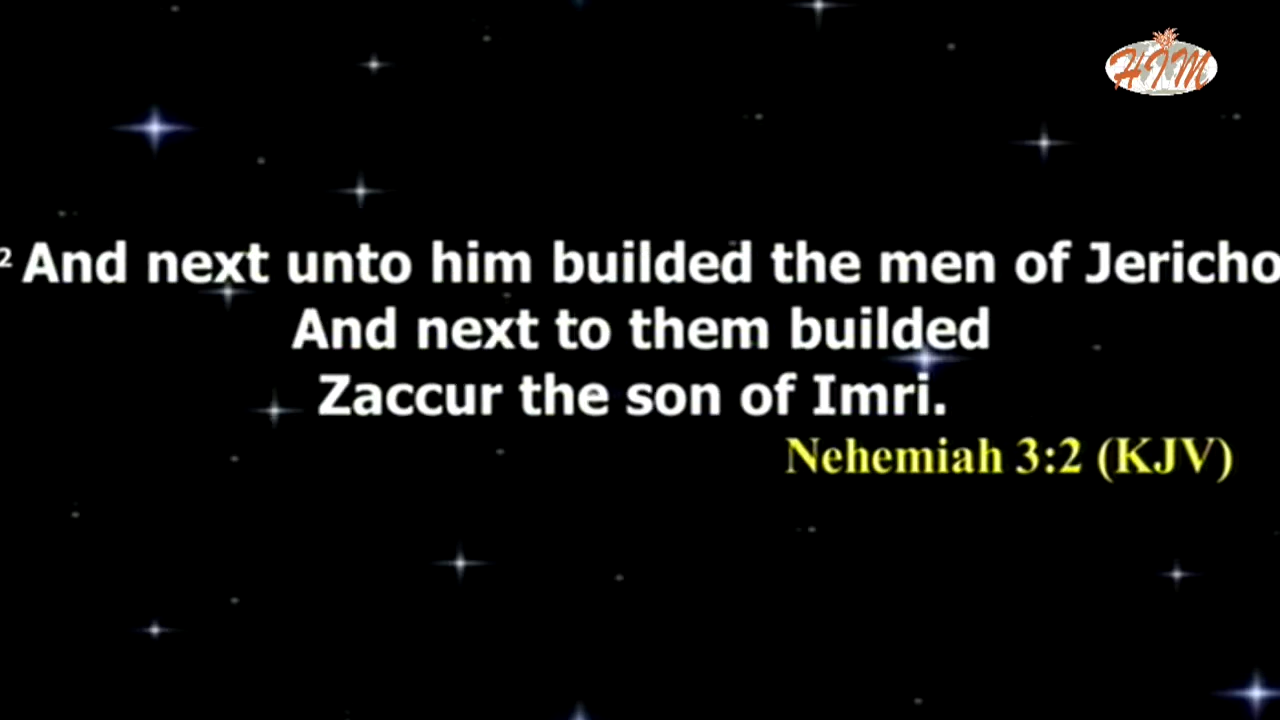 HIM
² And next unto him builded the men of Jericho
And next to them builded
Zaccur the son of Imri.
Nehemiah 3:2 (KJV)